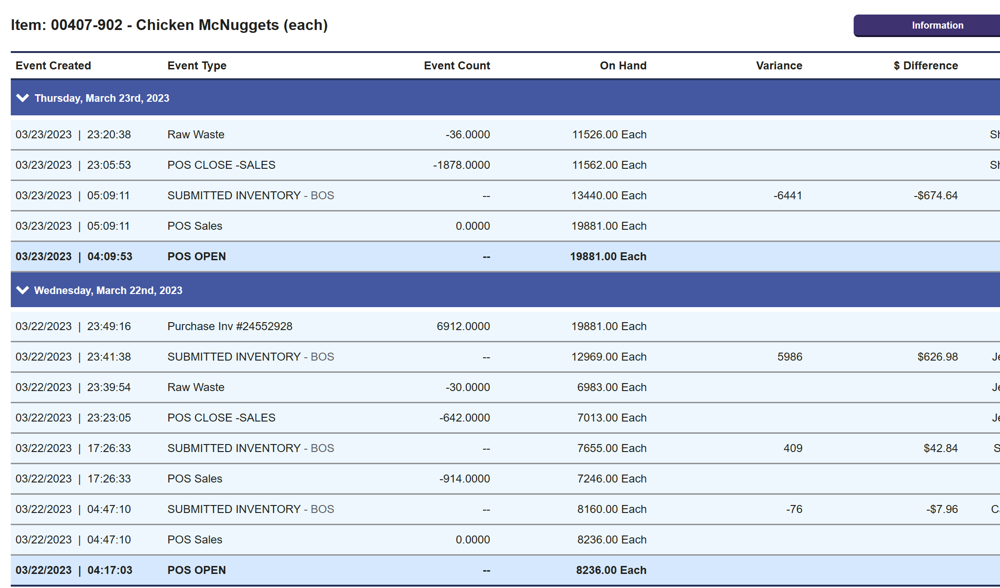 Item: 00407-902 - Chicken McNuggets (each)
Information
Event Created Event Type Event Count On Hand Variance $ Difference
Thursday, March 23rd, 2023
03/23/2023 | 23:20:38 Raw Waste -36.0000 11526.00 Each
03/23/2023 | 23:05:53 POS CLOSE -SALES -1878.0000 11562.00 Each
03/23/2023 | 05:09:11 SUBMITTED INVENTORY - BOS -- 13440.00 Each -6441 -$674.64
03/23/2023 | 05:09:11 POS Sales 0.0000 19881.00 Each
03/23/2023 | 04:09:53 POS OPEN -- 19881.00 Each
Wednesday, March 22nd, 2023
03/22/2023 | 23:49:16 Purchase Inv #24552928 6912.0000 19881.00 Each
03/22/2023 | 23:41:38 SUBMITTED INVENTORY - BOS -- 12969.00 Each 5986 $626.98
03/22/2023 | 23:39:54 Raw Waste -30.0000 6983.00 Each
03/22/2023 | 23:23:05 POS CLOSE -SALES -642.0000 7013.00 Each
03/22/2023 | 17:26:33 SUBMITTED INVENTORY - BOS -- 7655.00 Each 409 $42.84
03/22/2023 | 17:26:33 POS Sales -914.0000 7246.00 Each
03/22/2023 | 04:47:10 SUBMITTED INVENTORY - BOS -- 8160.00 Each -76 -$7.96
03/22/2023 | 04:47:10 POS Sales 0.0000 8236.00 Each
03/22/2023 | 04:17:03 POS OPEN -- 8236.00 Each